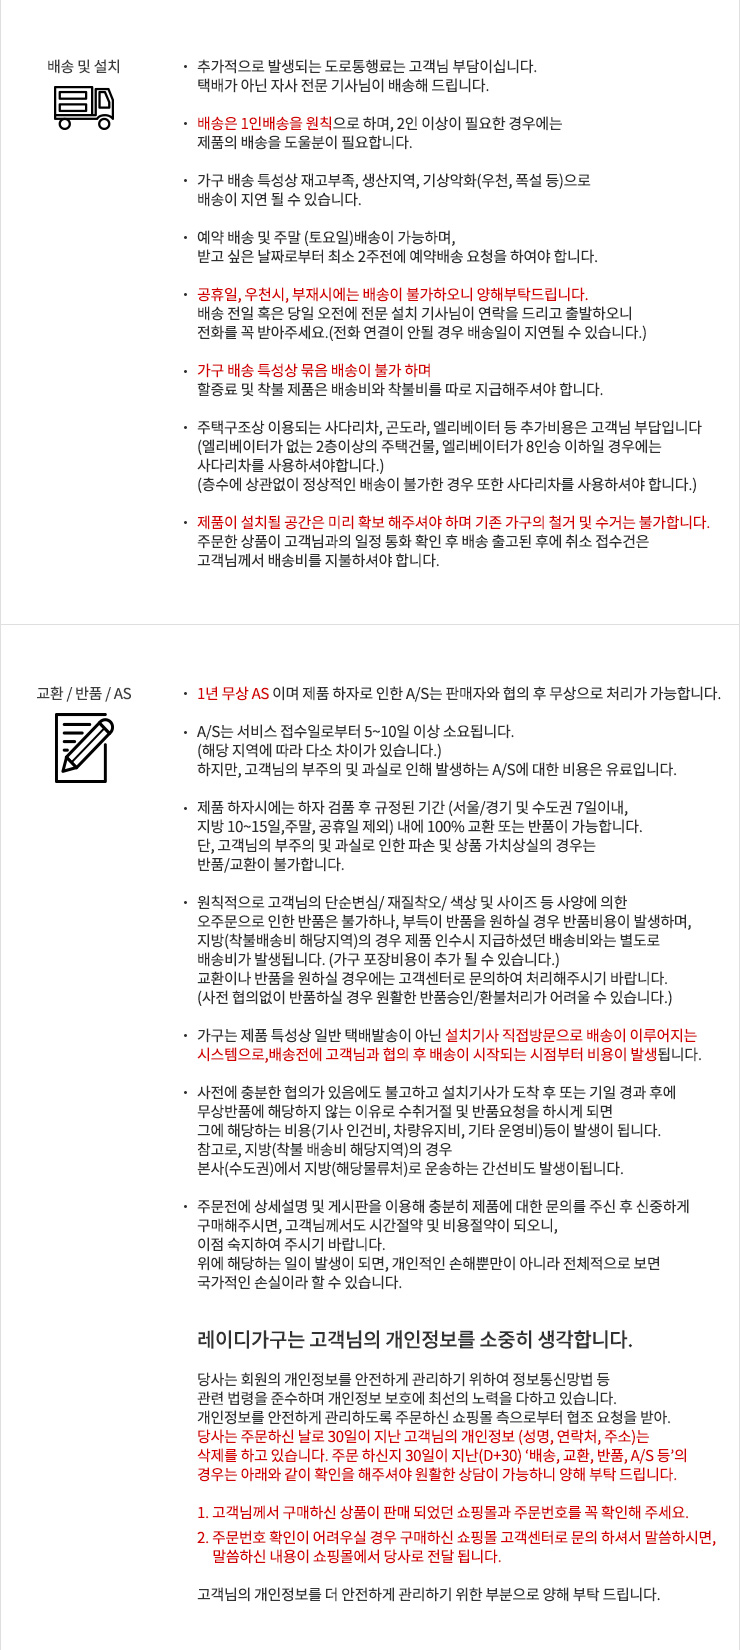 배송 및 설치
• 추가적으로 발생되는 도로통행료는 고객님 부담이십니다.
택배가 아닌 자사 전문 기사님이 배송해 드립니다.
• 배송은 1인배송을 원칙으로 하며, 2인 이상이 필요한 경우에는
제품의 배송을 도울분이 필요합니다.
• 가구 배송 특성상 재고부족, 생산지역, 기상악화(우천, 폭설 등)으로
배송이 지연 될 수 있습니다.
• 예약 배송 및 주말 (토요일)배송이 가능하며,
받고 싶은 날짜로부터 최소 2주전에 예약배송 요청을 하여야 합니다.
• 공휴일, 우천시, 부재시에는 배송이 불가하오니 양해부탁드립니다.
배송 전일 혹은 당일 오전에 전문 설치 기사님이 연락을 드리고 출발하오니
전화를 꼭 받아주세요.(전화 연결이 안될 경우 배송일이 지연될 수 있습니다.)
• 가구 배송 특성상 묶음 배송이 불가 하며
할증료 및 착불 제품은 배송비와 착불비를 따로 지급해주셔야 합니다.
• 주택구조상 이용되는 사다리차, 곤도라, 엘리베이터 등 추가비용은 고객님 부답입니다
(엘리베이터가 없는 2층이상의 주택건물, 엘리베이터가 8인승 이하일 경우에는
사다리차를 사용하셔야합니다.)
(층수에 상관없이 정상적인 배송이 불가한 경우 또한 사다리차를 사용하셔야 합니다.)
• 제품이 설치될 공간은 미리 확보 해주셔야 하며 기존 가구의 철거 및 수거는 불가합니다.
주문한 상품이 고객님과의 일정 통화 확인 후 배송 출고된 후에 취소 접수건은
고객님께서 배송비를 지불하셔야 합니다.
교환 / 반품 / AS
• 1년 무상 AS 이며 제품 하자로 인한 A/S는 판매자와 협의 후 무상으로 처리가 가능합니다.
• A/S는 서비스 접수일로부터 5~10일 이상 소요됩니다.
(해당 지역에 따라 다소 차이가 있습니다.)
하지만, 고객님의 부주의 및 과실로 인해 발생하는 A/S에 대한 비용은 유료입니다.
• 제품 하자시에는 하자 검품 후 규정된 기간 (서울/경기 및 수도권 7일이내,
지방 10~15일,주말, 공휴일 제외) 내에 100% 교환 또는 반품이 가능합니다.
단, 고객님의 부주의 및 과실로 인한 파손 및 상품 가치상실의 경우는
반품/교환이 불가합니다.
• 원칙적으로 고객님의 단순변심/ 재질착오/ 색상 및 사이즈 등 사양에 의한
오주문으로 인한 반품은 불가하나, 부득이 반품을 원하실 경우 반품비용이 발생하며,
지방(착불배송비 해당지역)의 경우 제품 인수시 지급하셨던 배송비와는 별도로
배송비가 발생됩니다. (가구 포장비용이 추가 될 수 있습니다.)
교환이나 반품을 원하실 경우에는 고객센터로 문의하여 처리해주시기 바랍니다.
(사전 협의없이 반품하실 경우 원활한 반품승인/환불처리가 어려울 수 있습니다.)
• 가구는 제품 특성상 일반 택배발송이 아닌 설치기사 직접방문으로 배송이 이루어지는
시스템으로,배송전에 고객님과 협의 후 배송이 시작되는 시점부터 비용이 발생됩니다.
• 사전에 충분한 협의가 있음에도 불고하고 설치기사가 도착 후 또는 기일 경과 후에
무상반품에 해당하지 않는 이유로 수취거절 및 반품요청을 하시게 되면
그에 해당하는 비용(기사 인건비, 차량유지비, 기타 운영비)등이 발생이 됩니다.
참고로, 지방(착불 배송비 해당지역)의 경우
본사(수도권)에서 지방(해당물류처)로 운송하는 간선비도 발생이됩니다.
• 주문전에 상세설명 및 게시판을 이용해 충분히 제품에 대한 문의를 주신 후 신중하게
구매해주시면, 고객님께서도 시간절약 및 비용절약이 되오니,
이점 숙지하여 주시기 바랍니다.
위에 해당하는 일이 발생이 되면, 개인적인 손해뿐만이 아니라 전체적으로 보면
국가적인 손실이라 할 수 있습니다.
레이디가구는 고객님의 개인정보를 소중히 생각합니다.
당사는 회원의 개인정보를 안전하게 관리하기 위하여 정보통신망법 등
관련 법령을 준수하며 개인정보 보호에 최선의 노력을 다하고 있습니다.
개인정보를 안전하게 관리하도록 주문하신 쇼핑몰 측으로부터 협조 요청을 받아.
당사는 주문하신 날로 30일이 지난 고객님의 개인정보 (성명, 연락처, 주소)는
삭제를 하고 있습니다. 주문 하신지 30일이 지난(D+30) ‘배송, 교환, 반품, A/S 등’의
경우는 아래와 같이 확인을 해주셔야 원활한 상담이 가능하니 양해 부탁 드립니다.
1. 고객님께서 구매하신 상품이 판매 되었던 쇼핑몰과 주문번호를 꼭 확인해 주세요.
2. 주문번호 확인이 어려우실 경우 구매하신 쇼핑몰 고객센터로 문의 하셔서 말씀하시면,
말씀하신 내용이 쇼핑몰에서 당사로 전달 됩니다.
고객님의 개인정보를 더 안전하게 관리하기 위한 부분으로 양해 부탁 드립니다.